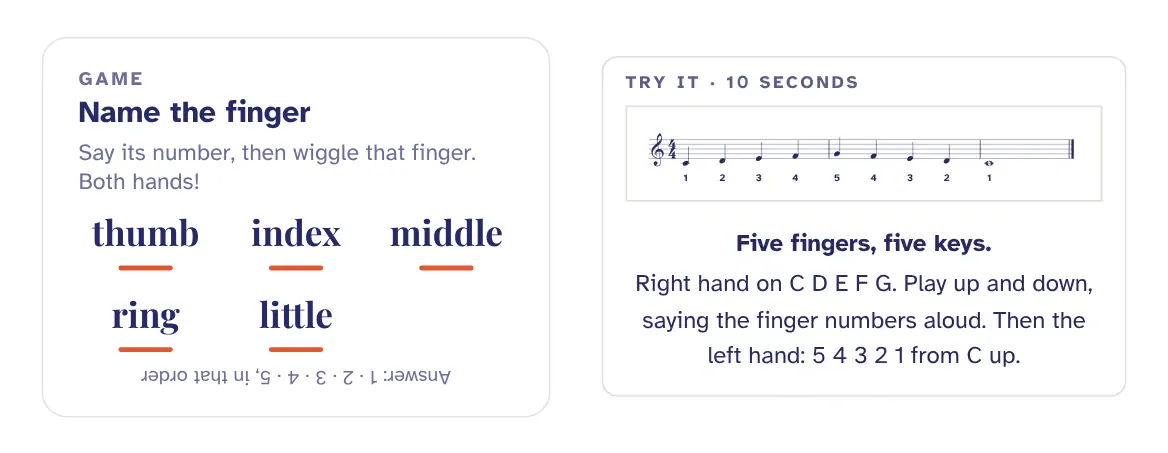 GAME
Name the finger
Say its number, then wiggle that finger.
Both hands!
thumb index middle
ring little
Answer: 1 · 2 · 3 · 4 · 5, in that order
TRY IT · 10 SECONDS
4
4
1 2 3 4 5 4 3 2 1
Five fingers, five keys.
Right hand on C D E F G. Play up and down,
saying the finger numbers aloud. Then the
left hand: 5 4 3 2 1 from C up.